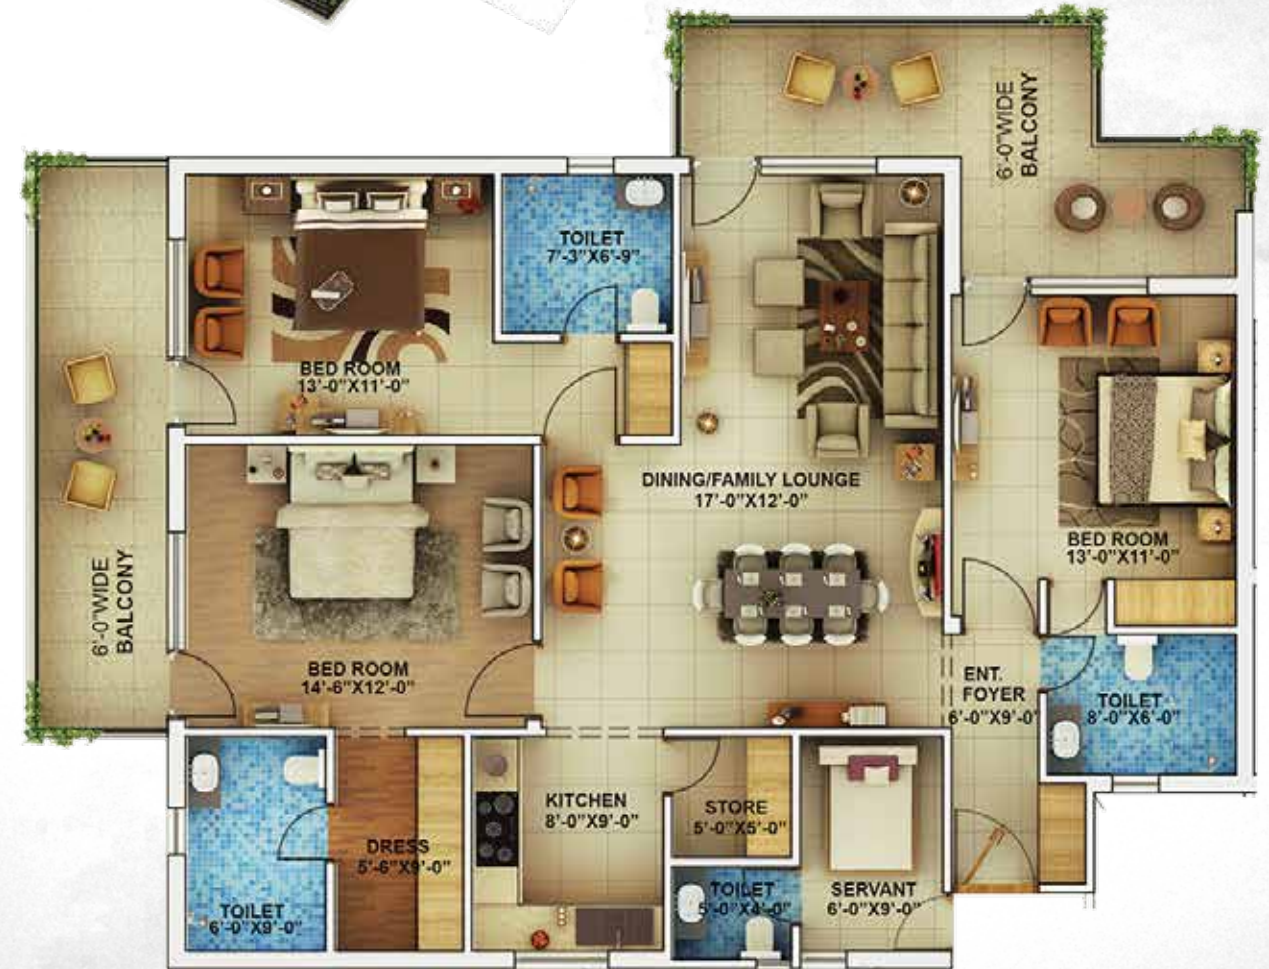 6'-0"WIDE
BALCONY
TOILET
7'-3"X6'-9"
BED ROOM
13'-0"X11'-0"
DINING/FAMILY LOUNGE
17'-0"X12'-0"
BED ROOM
13'-0"X11'-0"
6'-0"WIDE
BALCONY
BED ROOM
14'-6"X12'-0"
ENT.
FOYER
6'-0"X9'-0"
TOILET
8'-0"X6'-0"
KITCHEN
8'-0"X9'-0"
STORE
5'-0"X5'-0"
DRESS
5'-6"X9'-0"
TOILET
6'-0"X9'-0"
TOILET
5'-0"X4'-0"
SERVANT
6'-0"X9'-0"